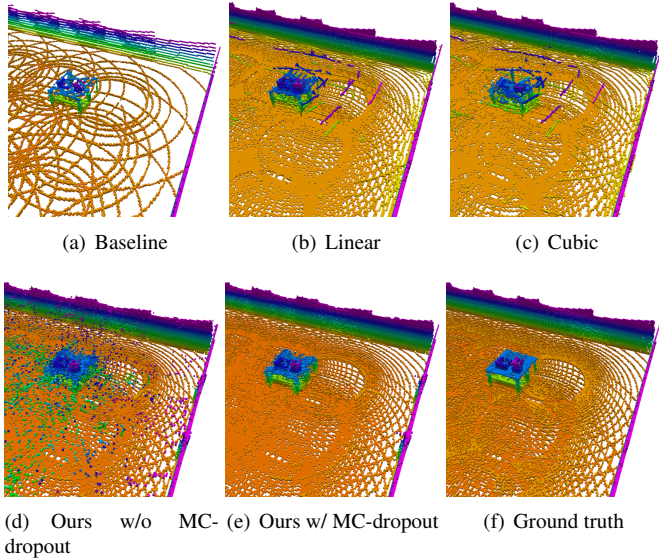 (a) Baseline
(b) Linear
(c) Cubic
(d) Ours w/o MC-
dropout
(e) Ours w/ MC-dropout
(f) Ground truth